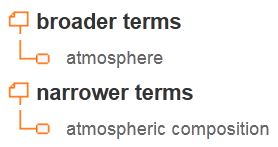 broader terms
atmosphere
narrower terms
atmospheric composition